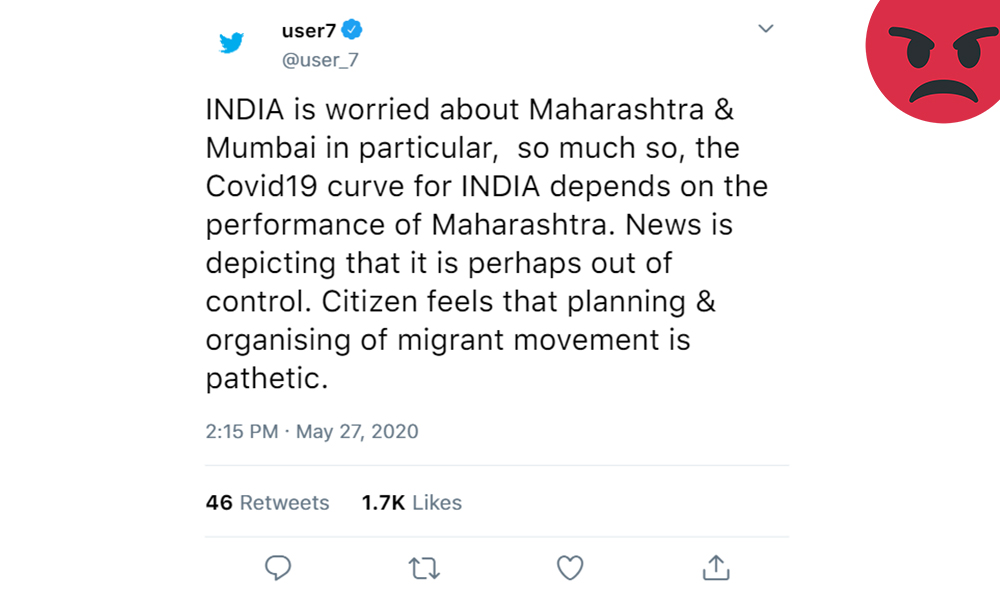 user7
@user_7
INDIA is worried about Maharashtra &
Mumbai in particular,  so much so, the
Covid19 curve for INDIA depends on the
performance of Maharashtra. News is
depicting that it is perhaps out of
control. Citizen feels that planning &
organising of migrant movement is
pathetic.
2:15 PM · May 27, 2020
46 Retweets 1.7K Likes